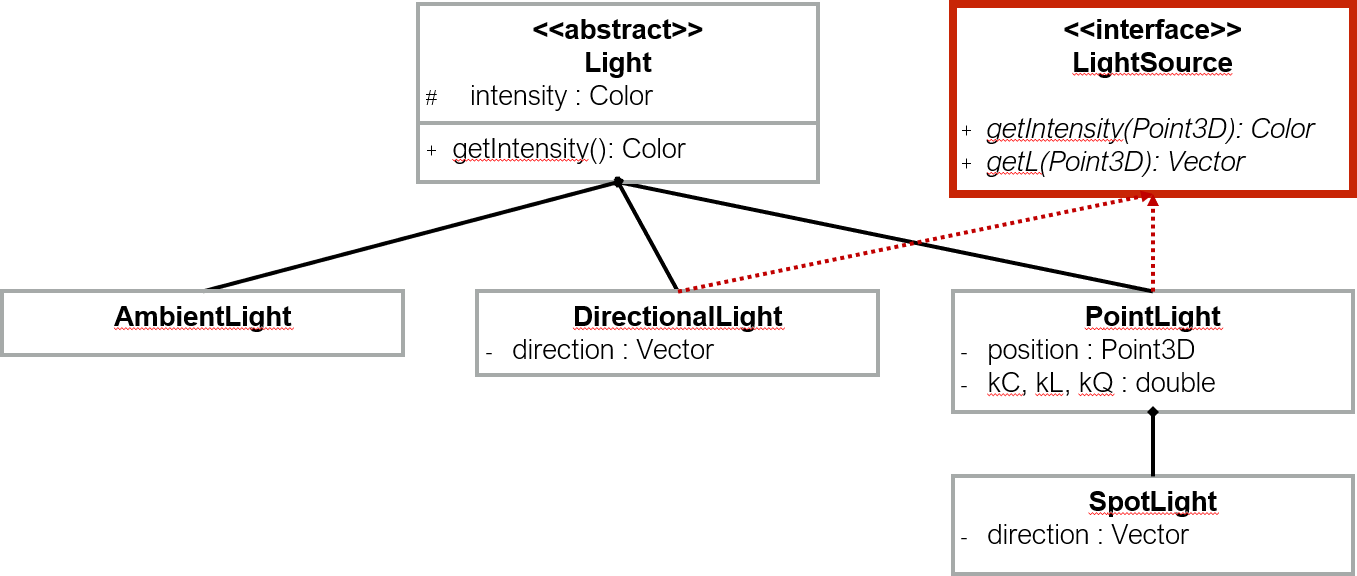 <<abstract>>
Light
# intensity : Color
+ getIntensity(): Color
<<interface>>
LightSource
+ getIntensity(Point3D): Color
+ getL(Point3D): Vector
AmbientLight
DirectionalLight
- direction : Vector
PointLight
- position : Point3D
- kC, kL, kQ : double
SpotLight
- direction : Vector